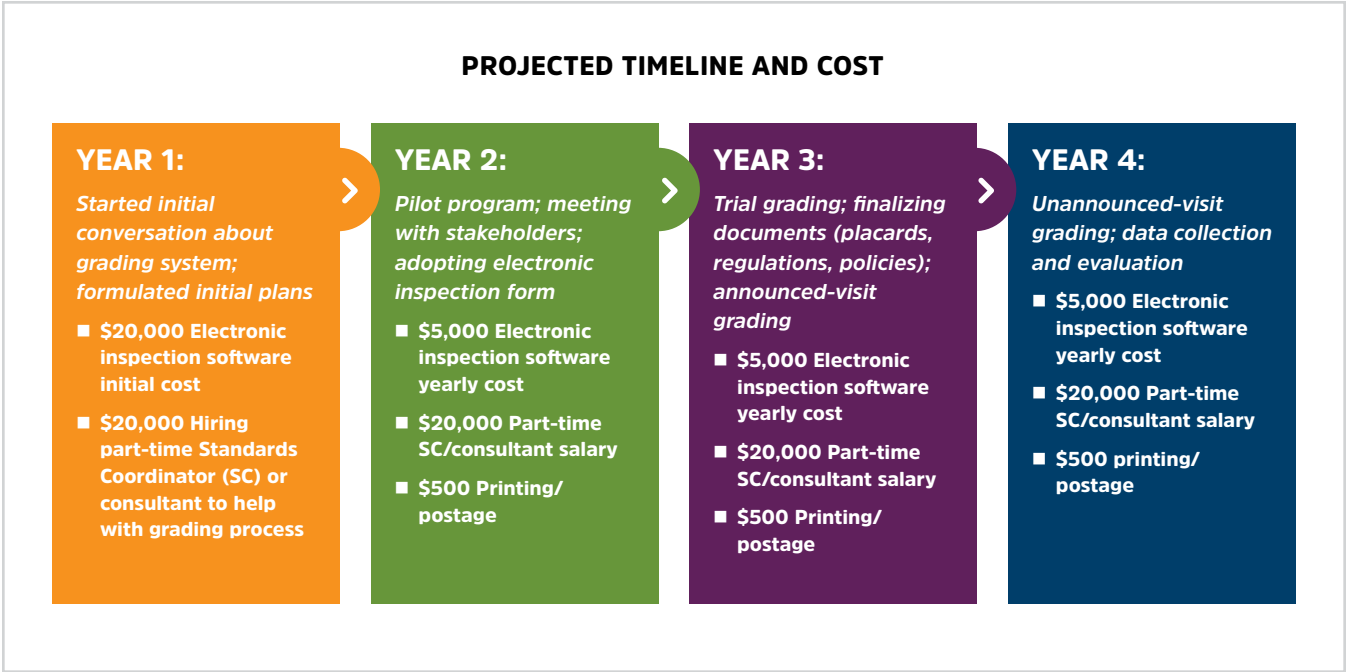 PROJECTED TIMELINE AND COST
YEAR 1:
Started initial
conversation about
grading system;
formulated initial plans
■ $20,000 Electronic
inspection software
initial cost
■ $20,000 Hiring
part-time Standards
Coordinator (SC) or
consultant to help
with grading process
YEAR 2:
Pilot program; meeting
with stakeholders;
adopting electronic
inspection form
■ $5,000 Electronic
inspection software
yearly cost
■ $20,000 Part-time
SC/consultant salary
■ $500 Printing/
postage
YEAR 3:
Trial grading; finalizing
documents (placards,
regulations, policies);
announced-visit
grading
■ $5,000 Electronic
inspection software
yearly cost
■ $20,000 Part-time
SC/consultant salary
■ $500 Printing/
postage
YEAR 4:
Unannounced-visit
grading; data collection
and evaluation
■ $5,000 Electronic
inspection software
yearly cost
■ $20,000 Part-time
SC/consultant salary
■ $500 printing/
postage